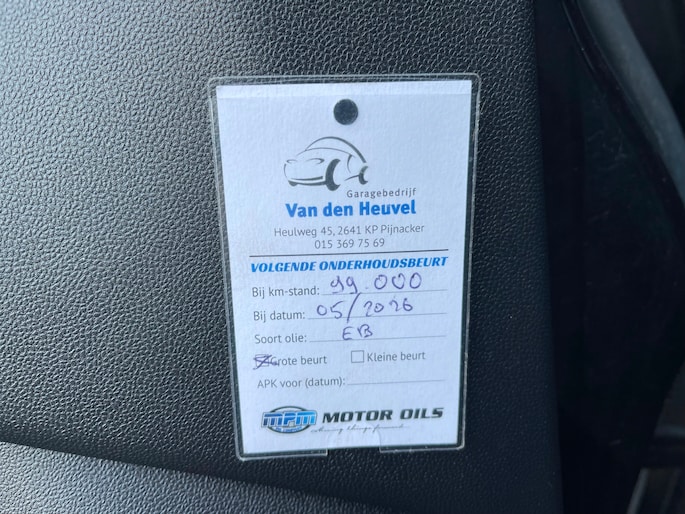 Garagebedrijf
Van den Heuvel
Heulweg 45, 2641 KP Pijnacker
015 369 75 69
VOLGENDE ONDERHOUDSBEURT
Bij km-stand: 99.000
Bij datum: 05/2026
Soort olie: EB
Grote beurt Kleine beurt
APK voor (datum):
MPM MOTOR OILS